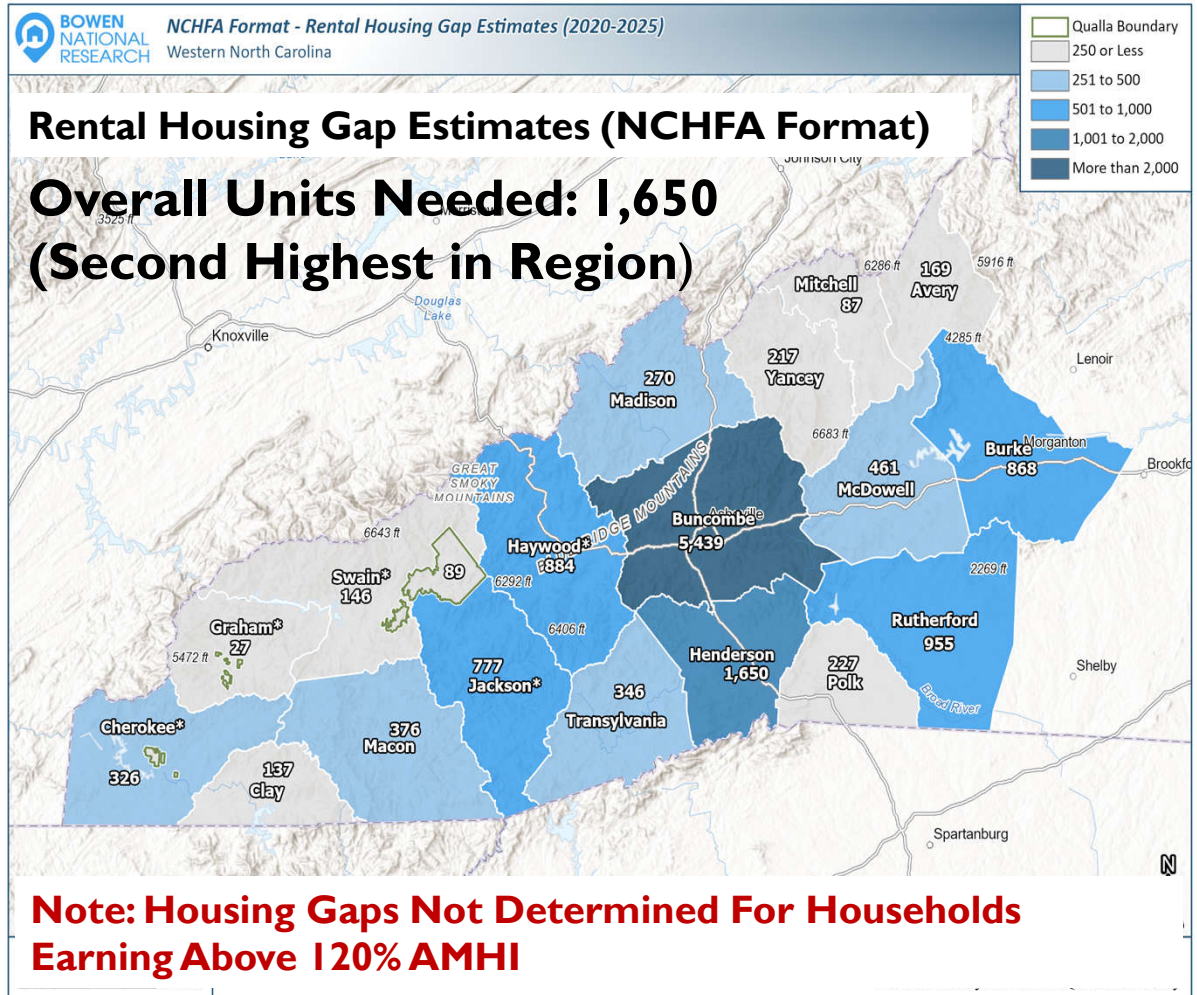 BOWEN
NATIONAL
RESEARCH
NCHFA Format - Rental Housing Gap Estimates (2020-2025)
Western North Carolina
Qualla Boundary
250 or Less
251 to 500
501 to 1,000
1,001 to 2,000
More than 2,000
Rental Housing Gap Estimates (NCHFA Format)
Johnson City
Overall Units Needed: 1,650
3525 ft
(Second Highest in Region)
6286 ft
169
Avery
5916 ft
Mitchell
87
Douglas
Lake
Knoxville
4285 ft
Lenoir
217
Yancey
270
Madison
6683 ft
Burke
868
Morganton
Brookfo
GREAT
SMOKY
MOUNTAINS
461
McDowell
RIDGE MOUNTAINS
Buncombe
5,439
6643 ft
Haywood*
884
Swain*
146
89
6292 ft
2269 ft
Graham*
27
6406 ft
Rutherford
955
5472 ft
777
Jackson*
Henderson
1,650
227
Polk
Shelby
346
Transylvania
Broad River
Cherokee*
326
376
Macon
137
Clay
Spartanburg
N
Note: Housing Gaps Not Determined For Households
Earning Above 120% AMHI